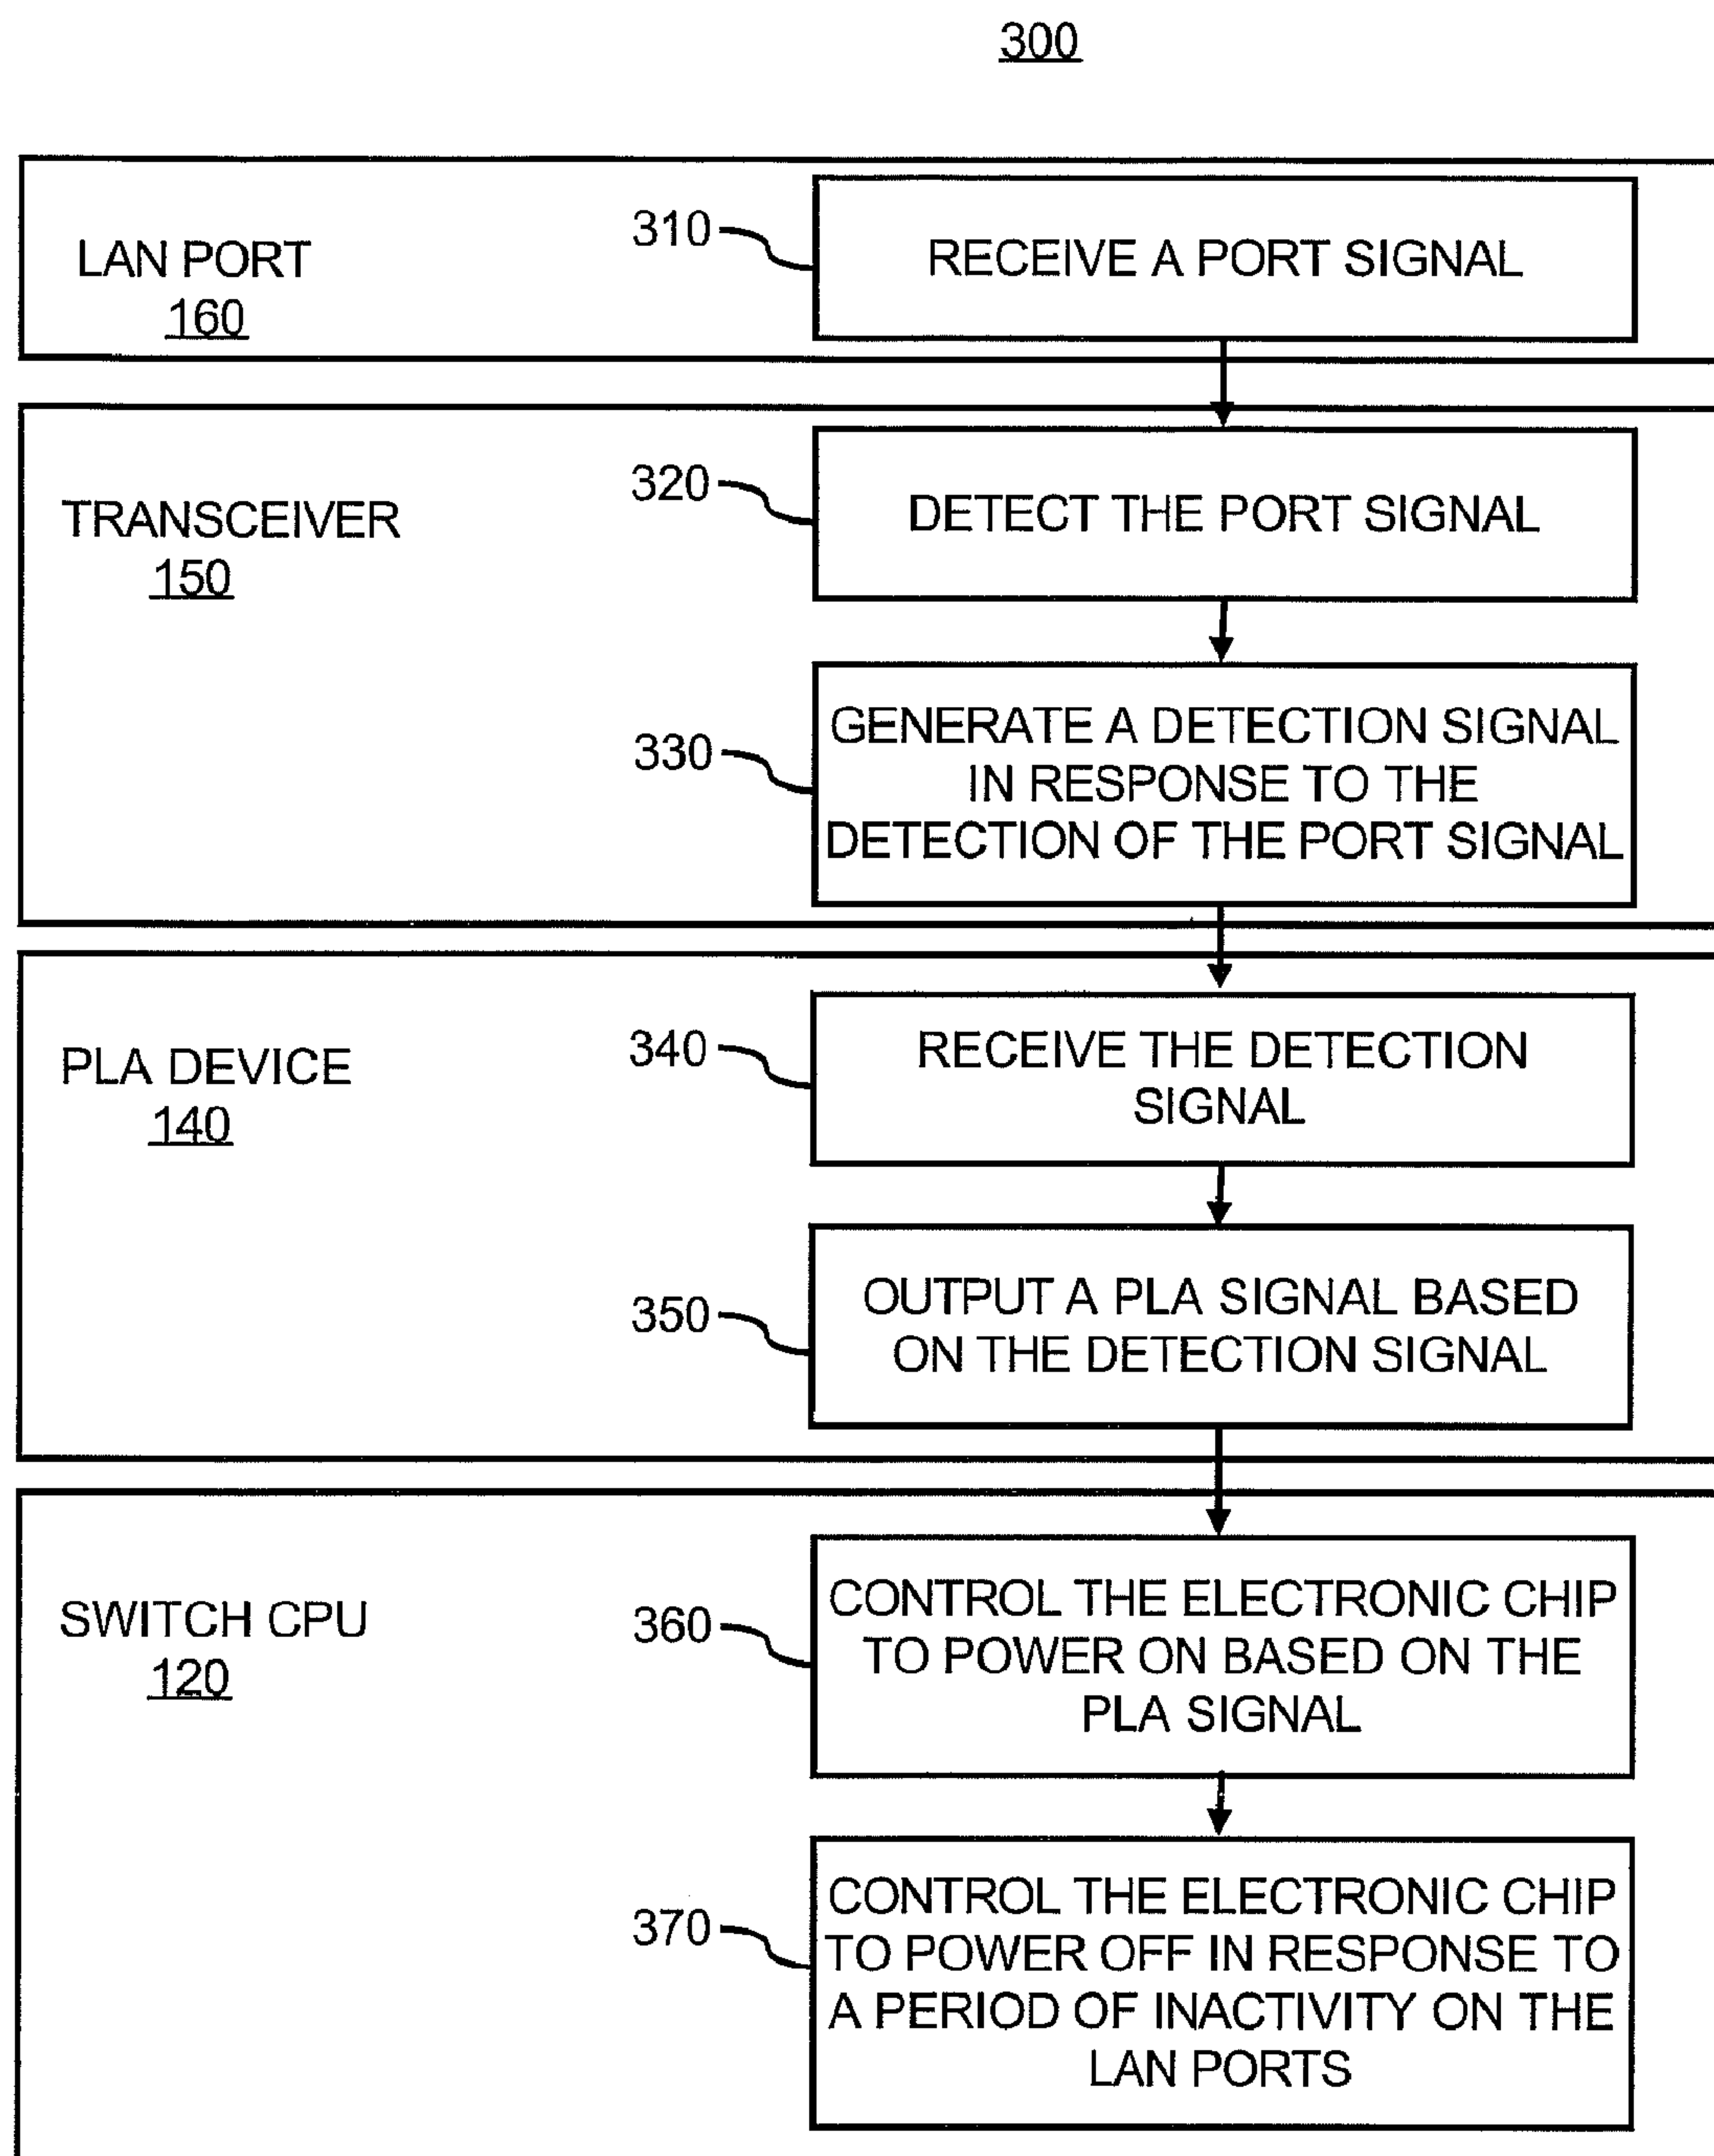 300
LAN PORT
160
310
RECEIVE A PORT SIGNAL
TRANSCEIVER
150
320
DETECT THE PORT SIGNAL
330
GENERATE A DETECTION SIGNAL
IN RESPONSE TO THE
DETECTION OF THE PORT SIGNAL
PLA DEVICE
140
340
RECEIVE THE DETECTION
SIGNAL
350
OUTPUT A PLA SIGNAL BASED
ON THE DETECTION SIGNAL
SWITCH CPU
120
360
CONTROL THE ELECTRONIC CHIP
TO POWER ON BASED ON THE
PLA SIGNAL
370
CONTROL THE ELECTRONIC CHIP
TO POWER OFF IN RESPONSE TO
A PERIOD OF INACTIVITY ON THE
LAN PORTS